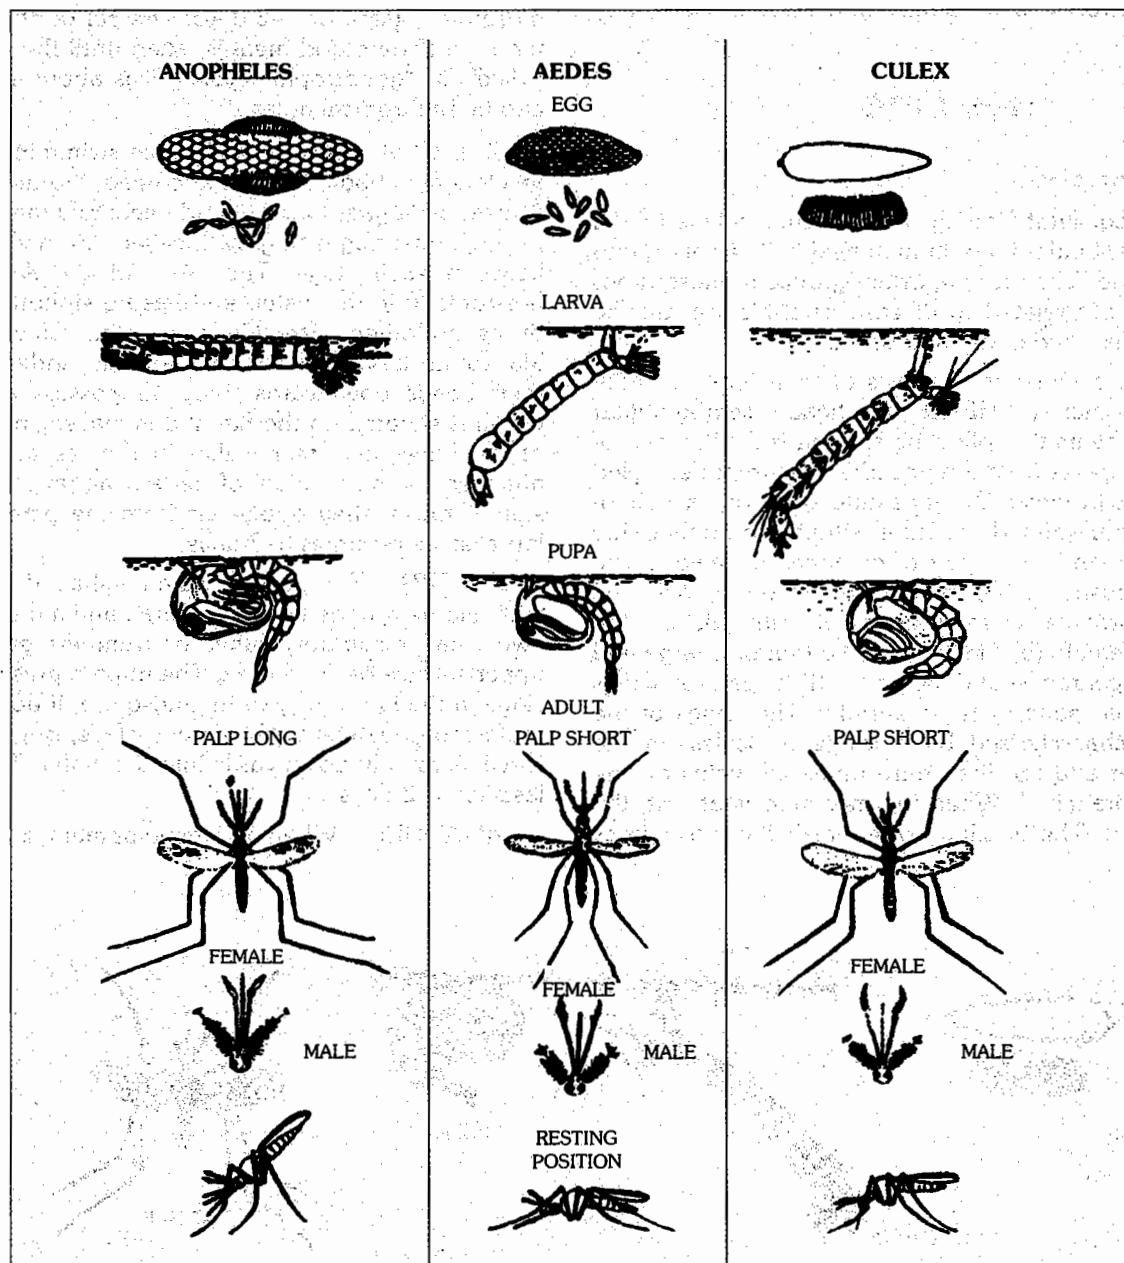 ANOPHELES
AEDES
CULEX
EGG
LARVA
PUPA
ADULT
PALP LONG
PALP SHORT
PALP SHORT
FEMALE
FEMALE
FEMALE
MALE
MALE
MALE
RESTING
POSITION